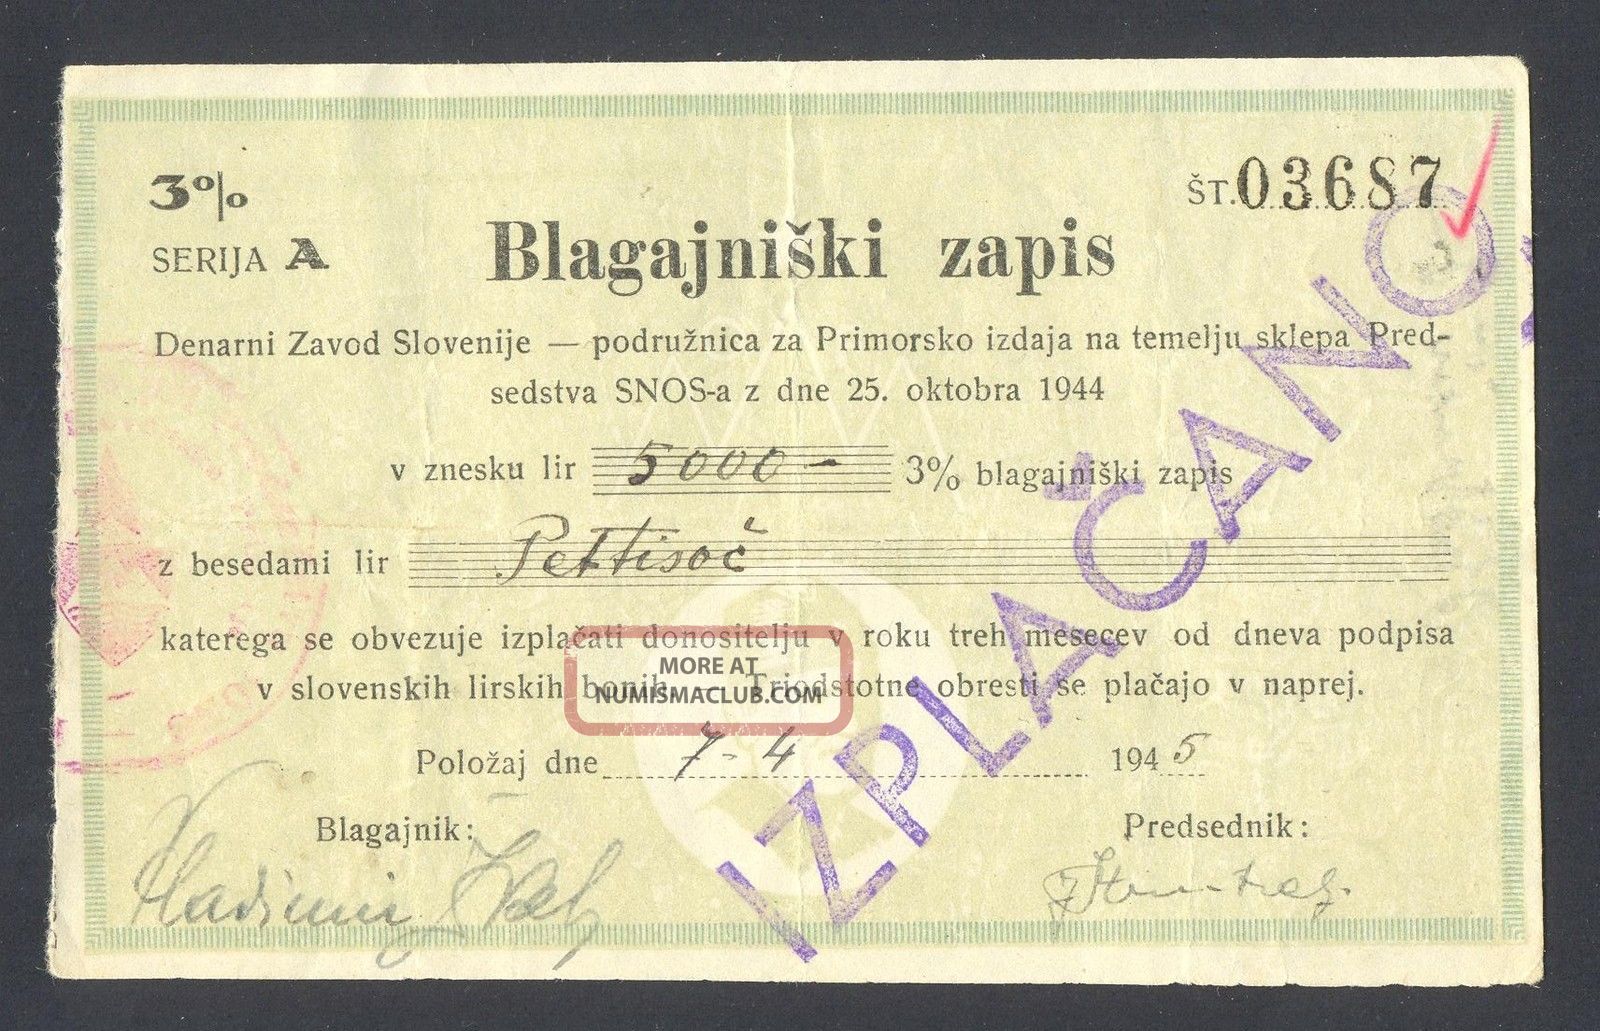 3%
ŠT. 03687
SERIJA A
Blagajniški zapis
Denarni Zavod Slovenije — podružnica za Primorsko izdaja na temelju sklepa Pred-
sedstva SNOS-a z dne 25. oktobra 1944
v znesku lir 5000 - 3% blagajniški zapis
z besedami lir Pettisoč
katerega se obvezuje izplačati donositelju v roku treh mesecev od dneva podpisa
v slovenskih lirskih bonih. Triodstotne obresti se plačajo v naprej.
Položaj dne 7-4 1945
Blagajnik:
Predsednik:
Vladimir
IZPLAČANO
MORE AT
NUMISMACLUB.COM